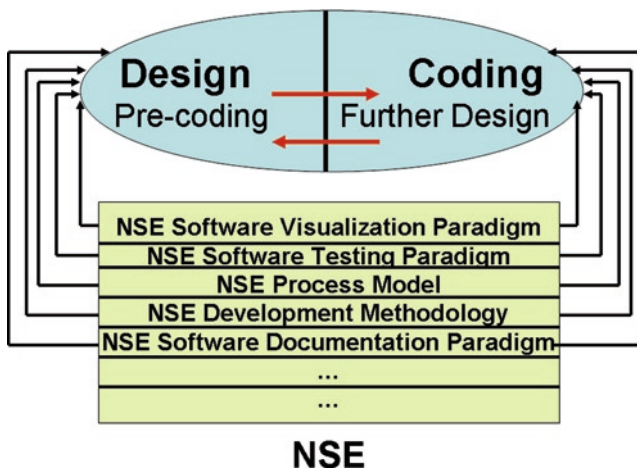 Design Coding
Pre-coding Further Design
NSE Software Visualization Paradigm
NSE Software Testing Paradigm
NSE Process Model
NSE Development Methodology
NSE Software Documentation Paradigm
...
...
NSE